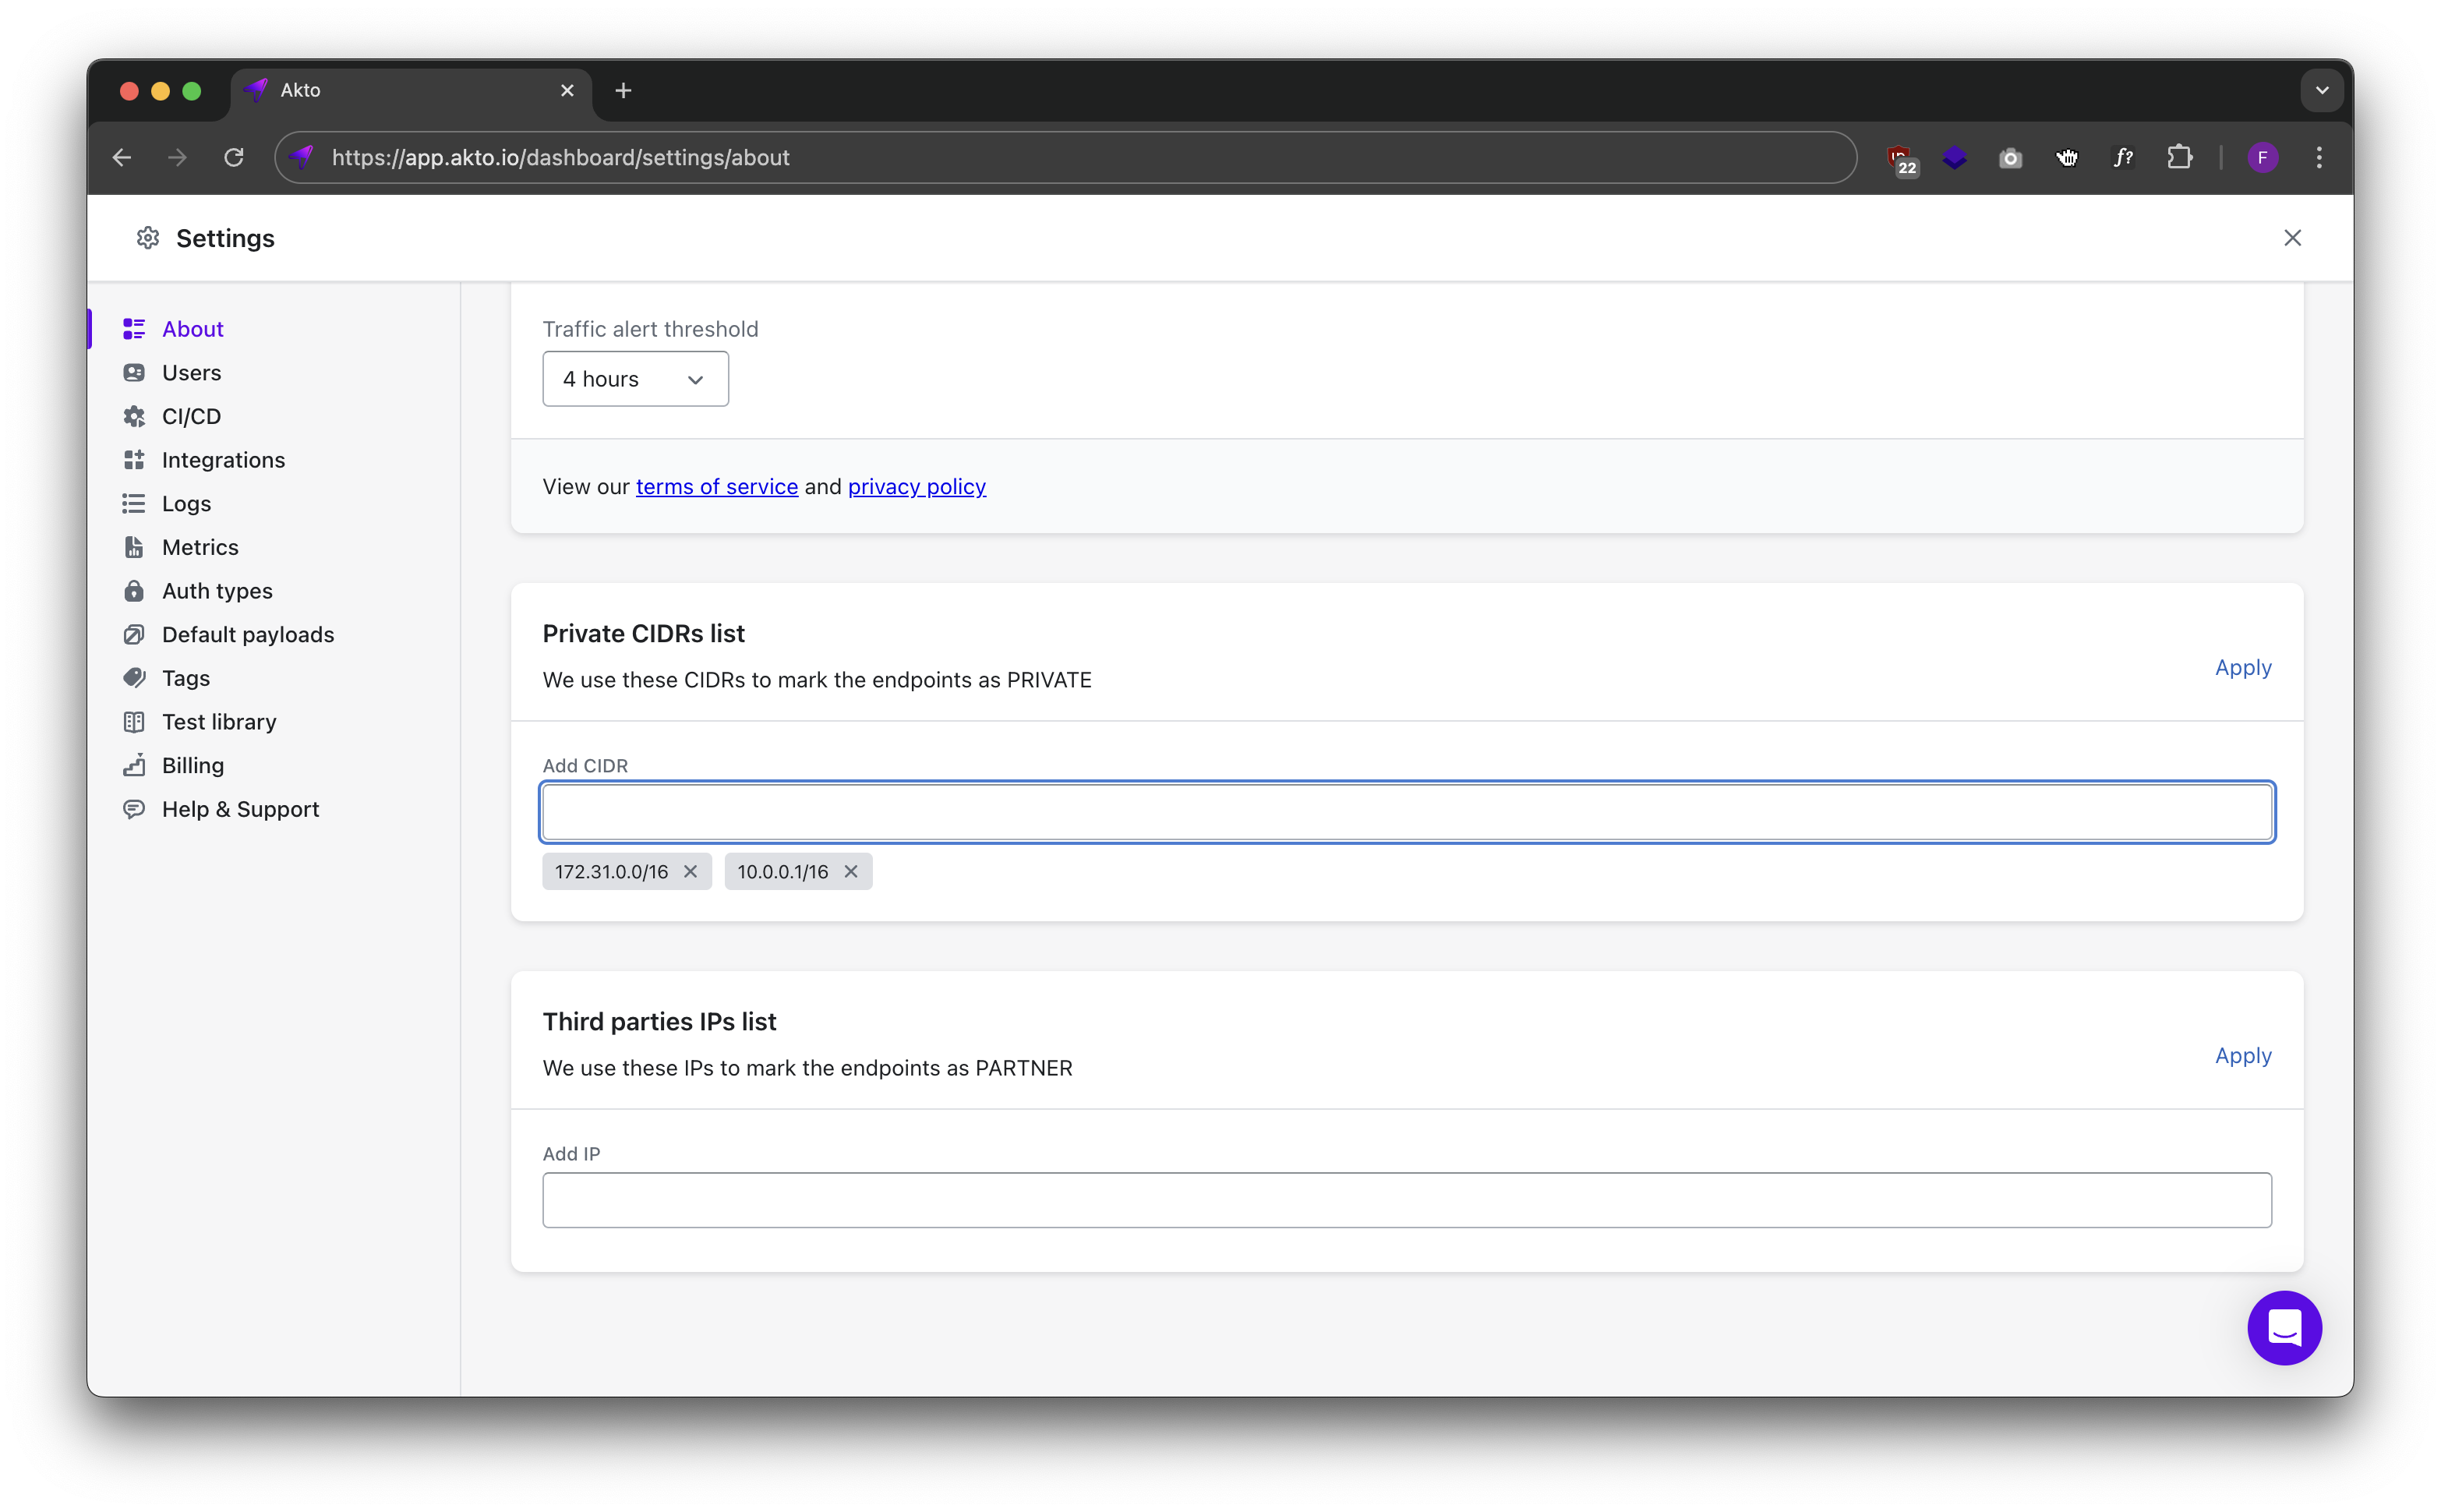 Akto
https://app.akto.io/dashboard/settings/about
22
f?
F
Settings
About
Users
CI/CD
Integrations
Logs
Metrics
Auth types
Default payloads
Tags
Test library
Billing
Help & Support
Traffic alert threshold
4 hours
View our terms of service and privacy policy
Private CIDRs list
We use these CIDRs to mark the endpoints as PRIVATE
Apply
Add CIDR
172.31.0.0/16
10.0.0.1/16
Third parties IPs list
We use these IPs to mark the endpoints as PARTNER
Apply
Add IP